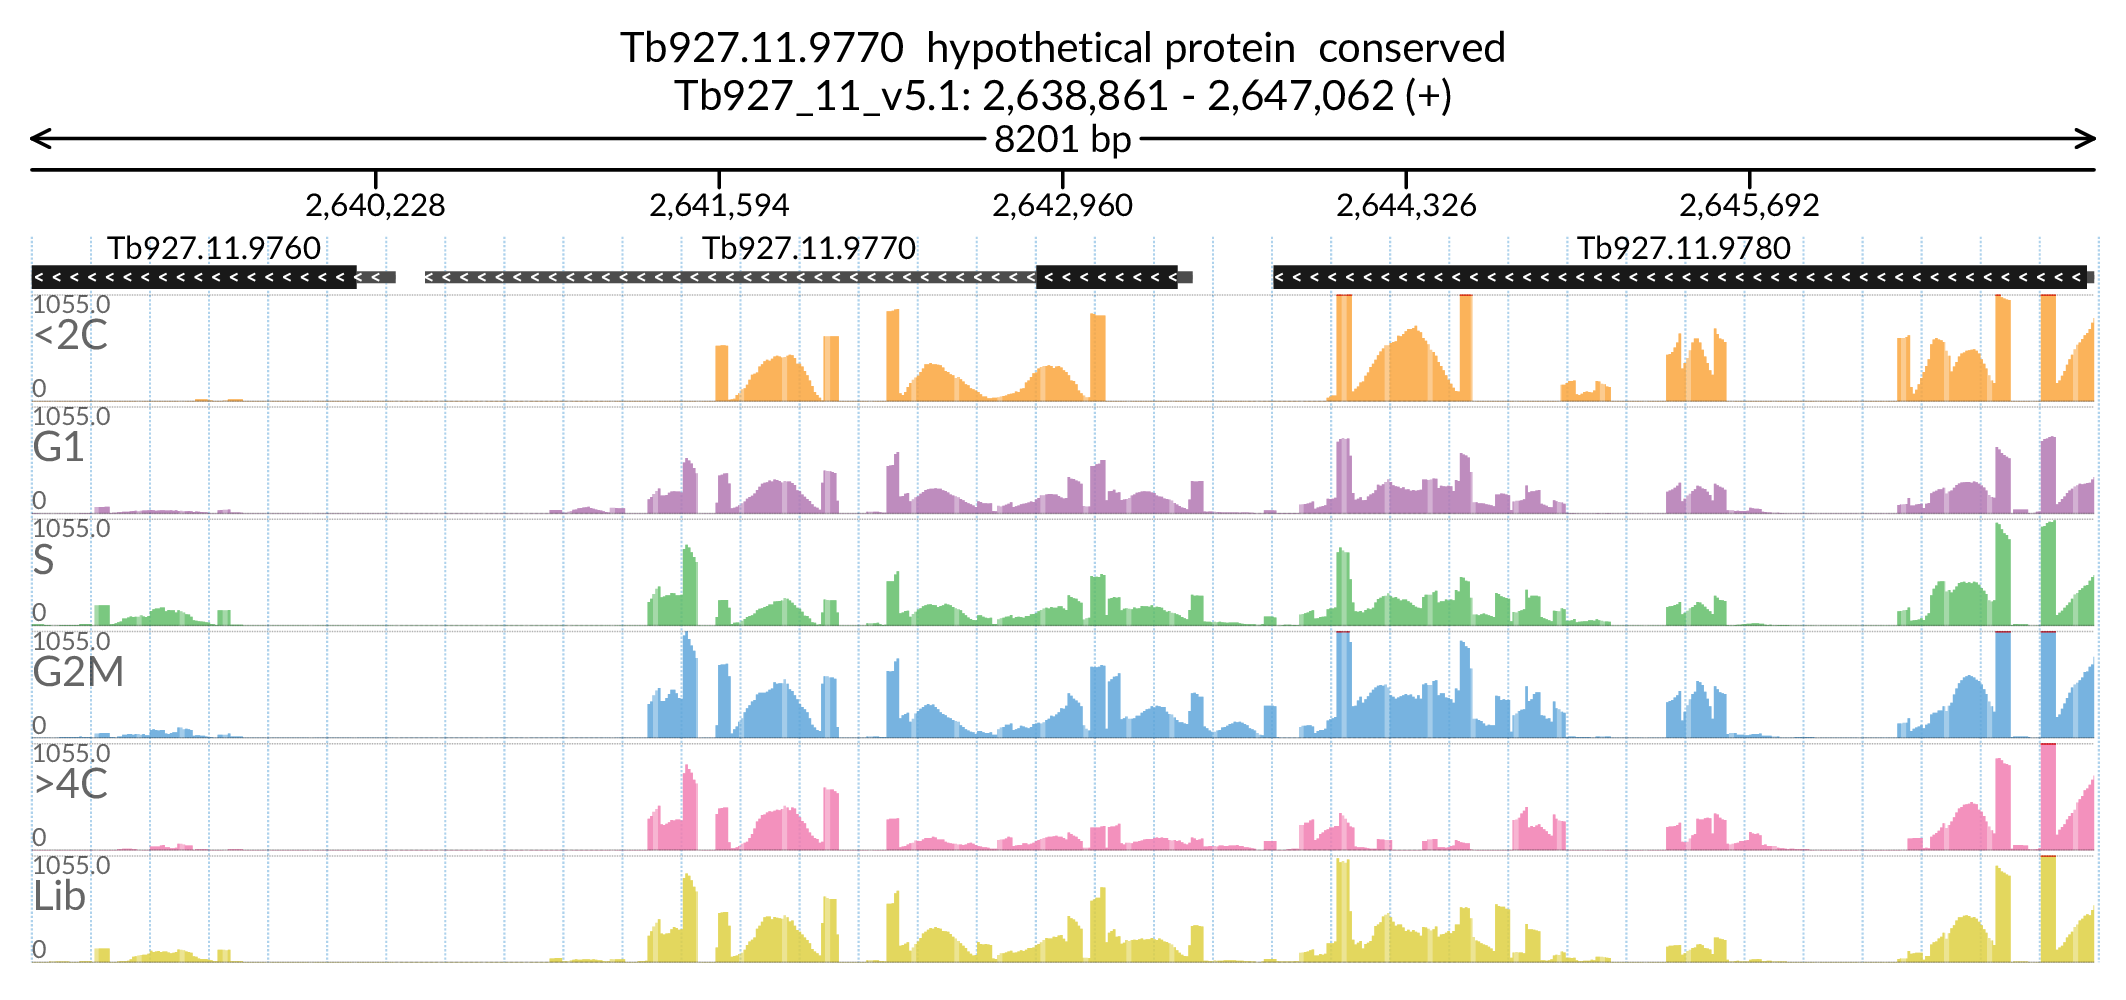 Tb927.11.9770 hypothetical protein conserved
Tb927_11_v5.1: 2,638,861 - 2,647,062 (+)
8201 bp
2,640,228 2,641,594 2,642,960 2,644,326 2,645,692
Tb927.11.9760 Tb927.11.9770 Tb927.11.9780
1055.0
<2C
0
1055.0
G1
0
1055.0
S
0
1055.0
G2M
0
1055.0
>4C
0
1055.0
Lib
0